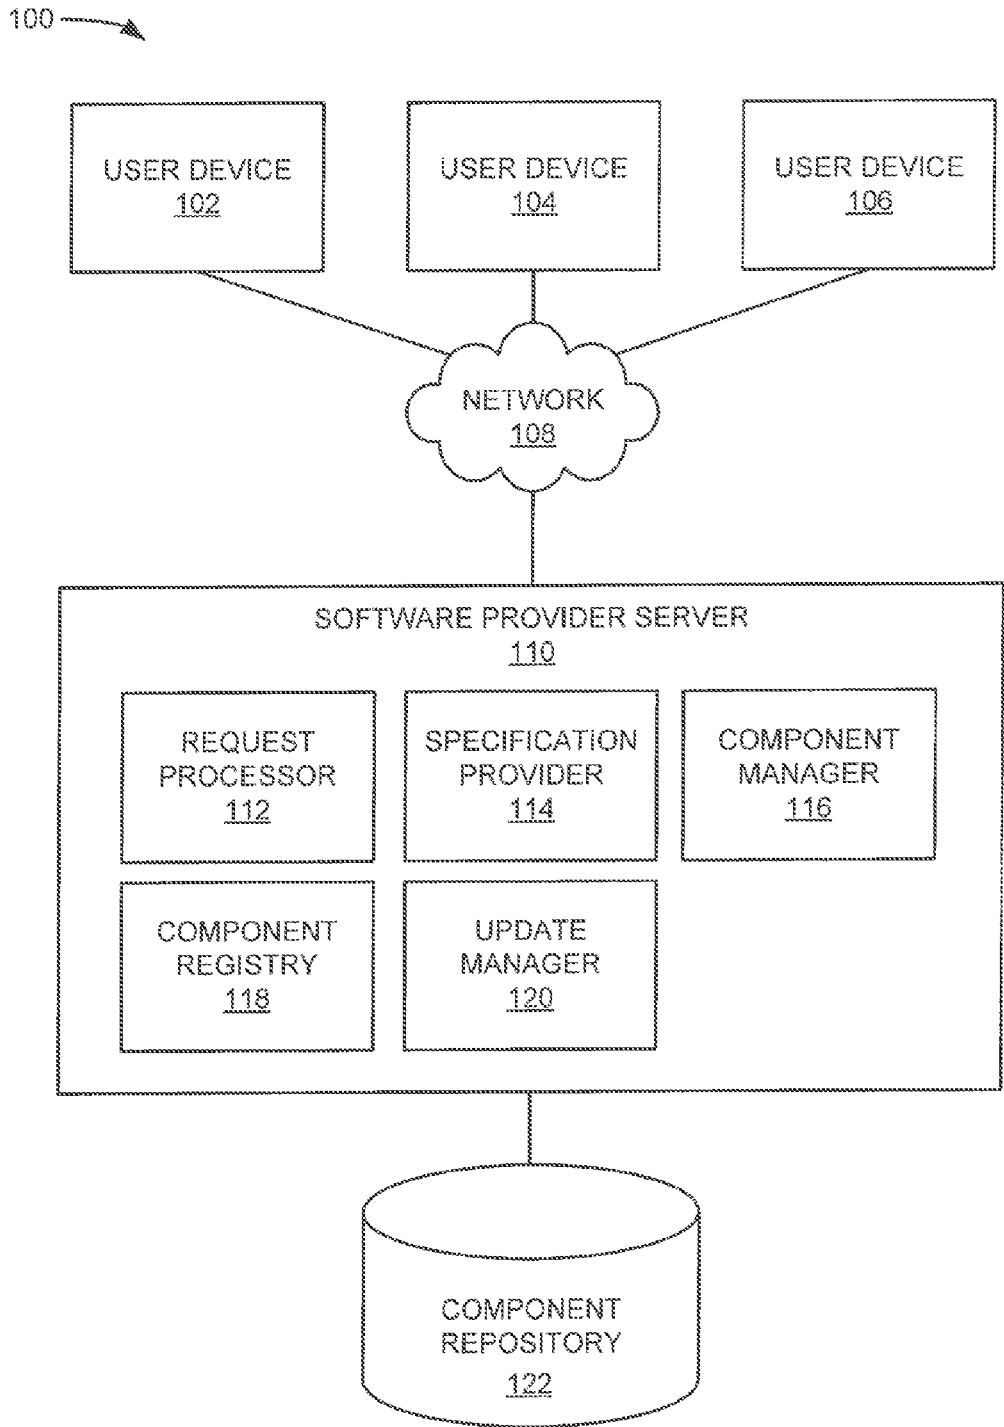 100
USER DEVICE
102
USER DEVICE
104
USER DEVICE
106
NETWORK
108
SOFTWARE PROVIDER SERVER
110
REQUEST
PROCESSOR
112
SPECIFICATION
PROVIDER
114
COMPONENT
MANAGER
116
COMPONENT
REGISTRY
118
UPDATE
MANAGER
120
COMPONENT
REPOSITORY
122